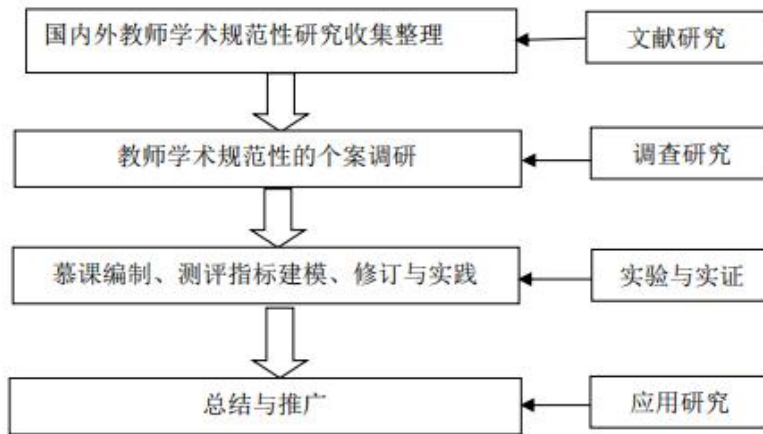 国内外教师学术规范性研究收集整理
文献研究
教师学术规范性的个案调研
调查研究
慕课编制、测评指标建模、修订与实践
实验与实证
总结与推广
应用研究